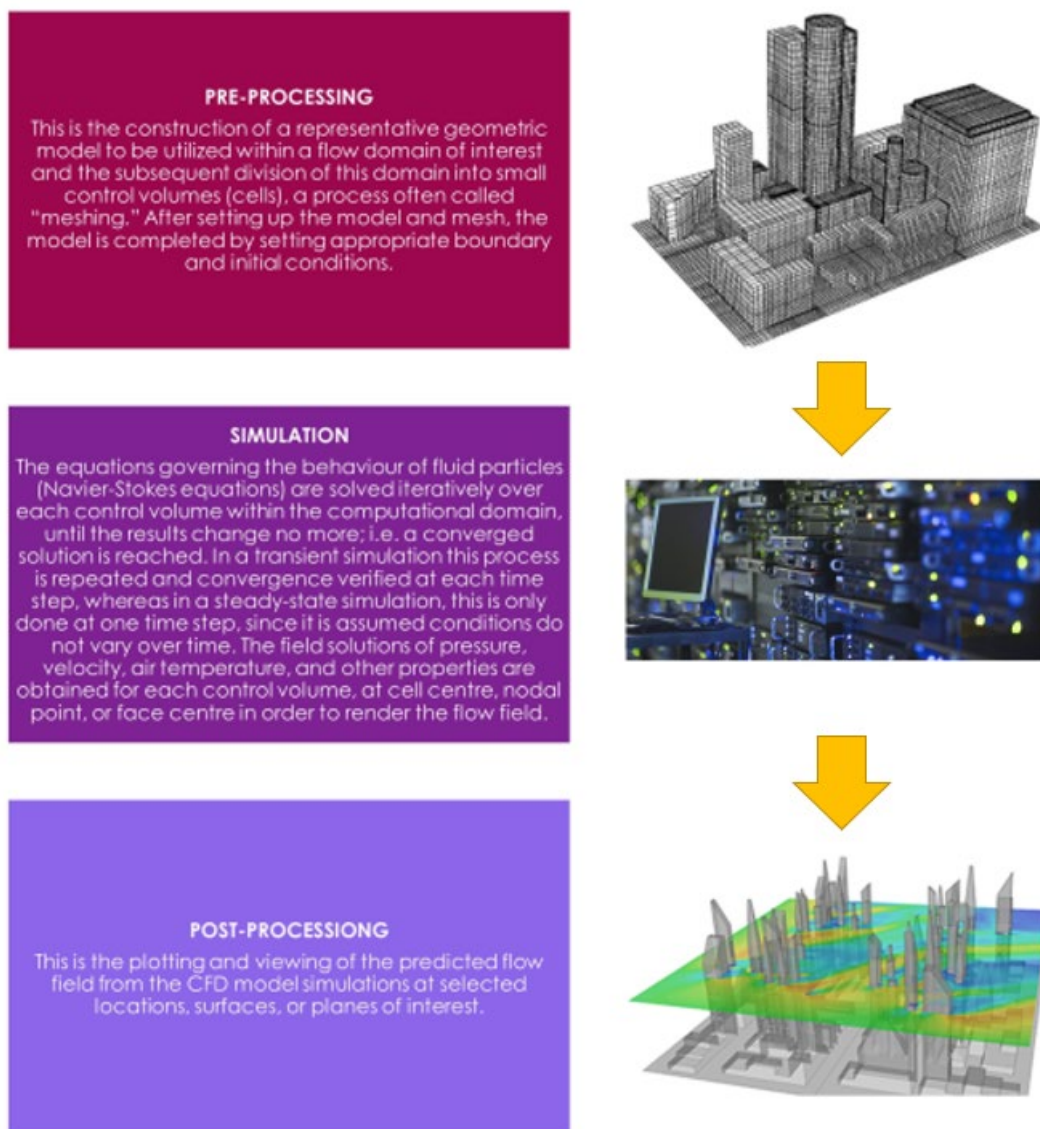 PRE-PROCESSING
This is the construction of a representative geometric
model to be utilized within a flow domain of interest
and the subsequent division of this domain into small
control volumes (cells), a process often called
“meshing.” After setting up the model and mesh, the
model is completed by setting appropriate boundary
and initial conditions.
SIMULATION
The equations governing the behaviour of fluid particles
(Navier-Stokes equations) are solved iteratively over
each control volume within the computational domain,
until the results change no more; i.e. a converged
solution is reached. In a transient simulation this process
is repeated and convergence verified at each time
step, whereas in a steady-state simulation, this is only
done at one time step, since it is assumed conditions do
not vary over time. The field solutions of pressure,
velocity, air temperature, and other properties are
obtained for each control volume, at cell centre, nodal
point, or face centre in order to render the flow field.
POST-PROCESSIONG
This is the plotting and viewing of the predicted flow
field from the CFD model simulations at selected
locations, surfaces, or planes of interest.